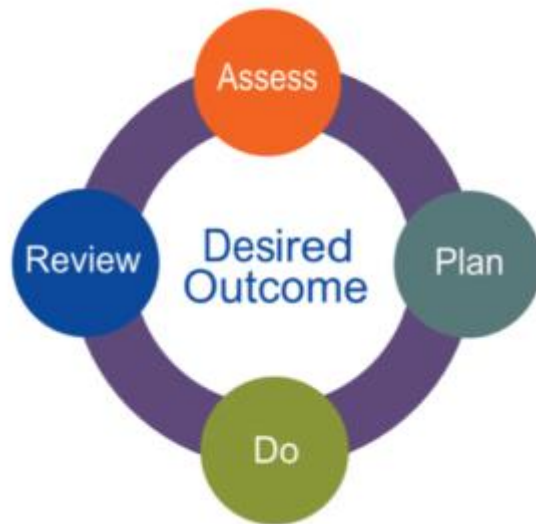 Assess
Review
Desired
Outcome
Plan
Do